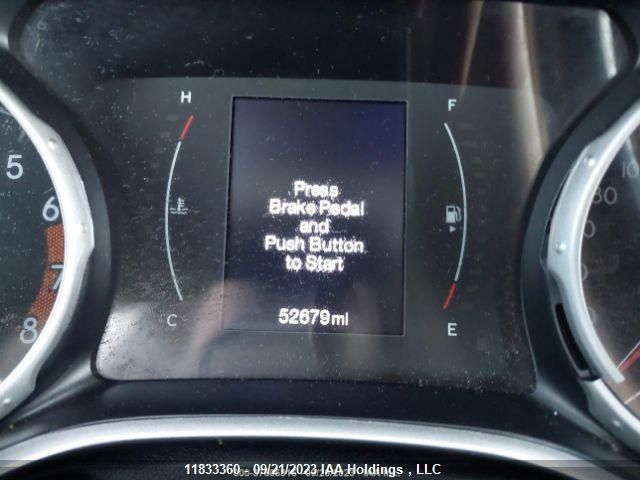 H
F
5
6
7
8
Press
Brake Pedal
and
Push Button
to Start
52679mi
C
E
11833360 - 09/21/2023 IAA Holdings , LLC